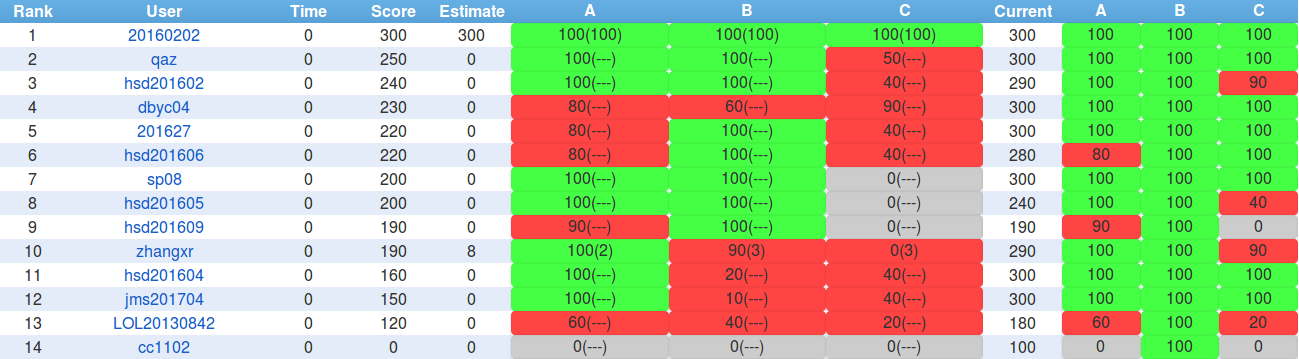 Rank User Time Score Estimate A B C Current A B C
1 20160202 0 300 300 100(100) 100(100) 100(100) 300 100 100 100
2 qaz 0 250 0 100(---) 100(---) 50(---) 300 100 100 100
3 hsd201602 0 240 0 100(---) 100(---) 40(---) 290 100 100 90
4 dbyc04 0 230 0 80(---) 60(---) 90(---) 300 100 100 100
5 201627 0 220 0 80(---) 100(---) 40(---) 300 100 100 100
6 hsd201606 0 220 0 80(---) 100(---) 40(---) 280 80 100 100
7 sp08 0 200 0 100(---) 100(---) 0(---) 300 100 100 100
8 hsd201605 0 200 0 100(---) 100(---) 0(---) 240 100 100 40
9 hsd201609 0 190 0 90(---) 100(---) 0(---) 190 90 100 0
10 zhangxr 0 190 8 100(2) 90(3) 0(3) 290 100 100 90
11 hsd201604 0 160 0 100(---) 20(---) 40(---) 300 100 100 100
12 jms201704 0 150 0 100(---) 10(---) 40(---) 300 100 100 100
13 LOL20130842 0 120 0 60(---) 40(---) 20(---) 180 60 100 20
14 cc1102 0 0 0 0(---) 0(---) 0(---) 100 0 100 0